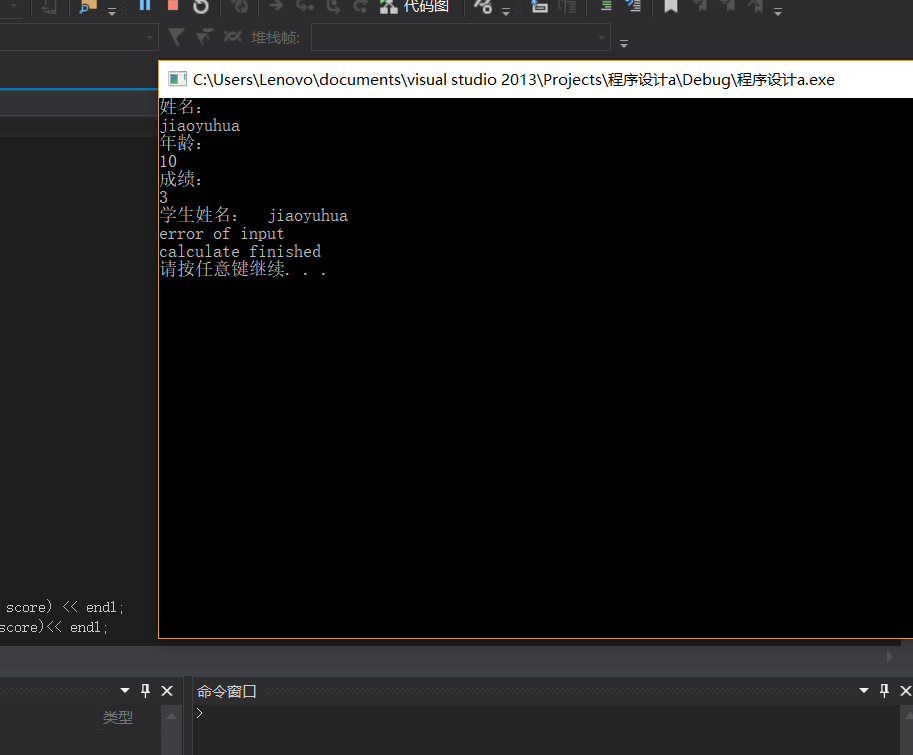 代码图
堆栈帧:
C:\Users\Lenovo\documents\visual studio 2013\Projects\程序设计a\Debug\程序设计a.exe
姓名:
jiaoyuhua
年龄:
10
成绩:
3
学生姓名:   jiaoyuhua
error of input
calculate finished
请按任意键继续. . .
score) << endl;
score)<< endl;
命令窗口
类型
>